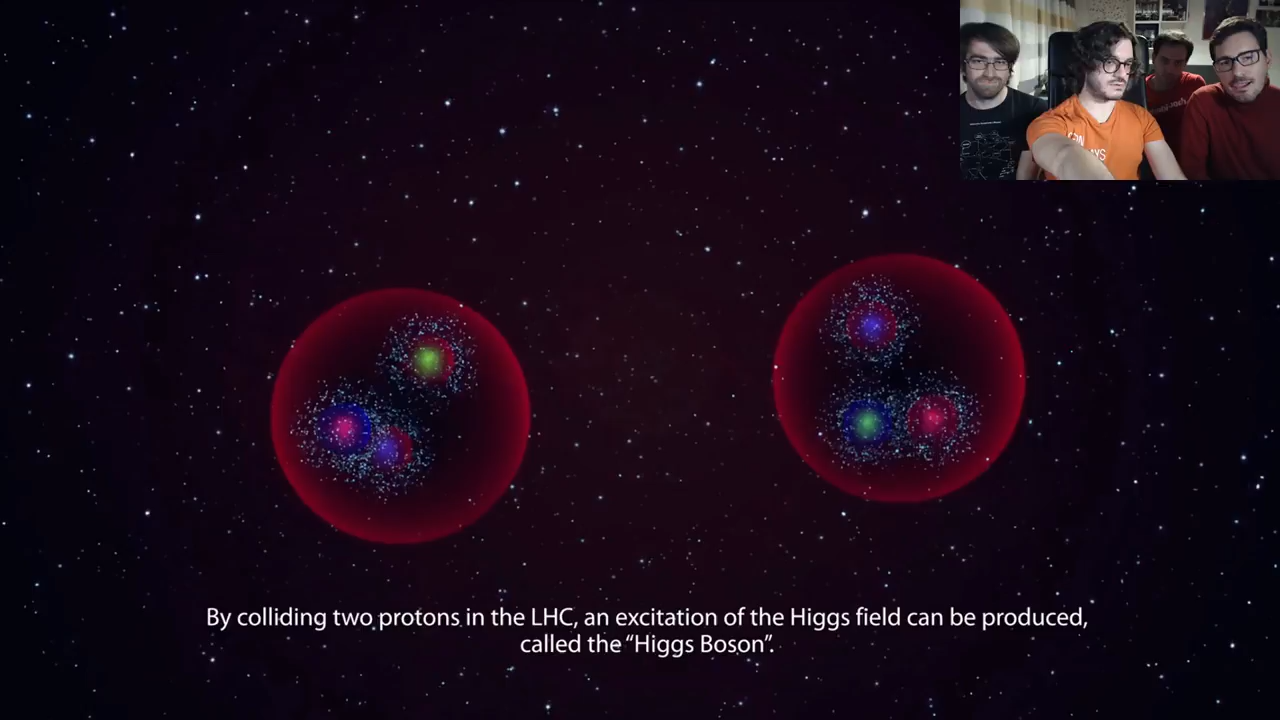 By colliding two protons in the LHC, an excitation of the Higgs field can be produced,
called the “Higgs Boson”.